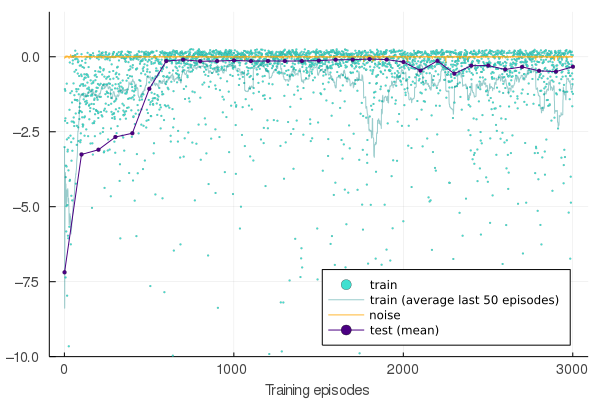 0.0
−2.5
−5.0
−7.5
−10.0
0
1000
2000
3000
Training episodes
train
train (average last 50 episodes)
noise
test (mean)